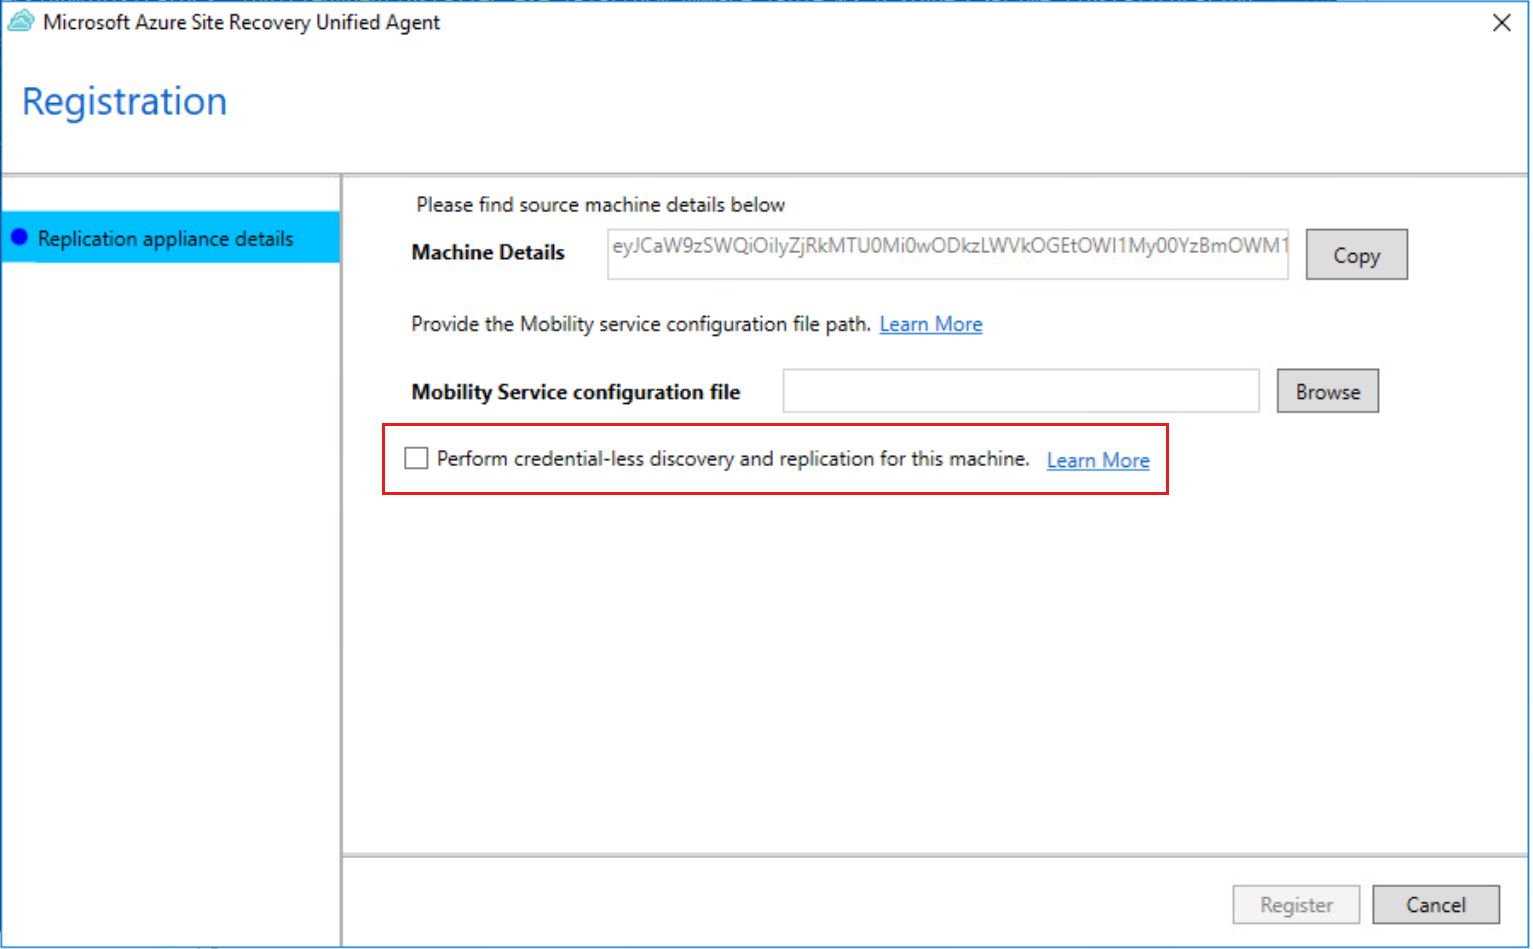 Microsoft Azure Site Recovery Unified Agent
Registration
Replication appliance details
Please find source machine details below
Machine Details eyJCaW9zSWQiOiIyZjRkMTU0Mi0wODkzLWVkOGEtOWI1My00YzBmOWM1 Copy
Provide the Mobility service configuration file path. Learn More
Mobility Service configuration file Browse
Perform credential-less discovery and replication for this machine. Learn More
Register Cancel